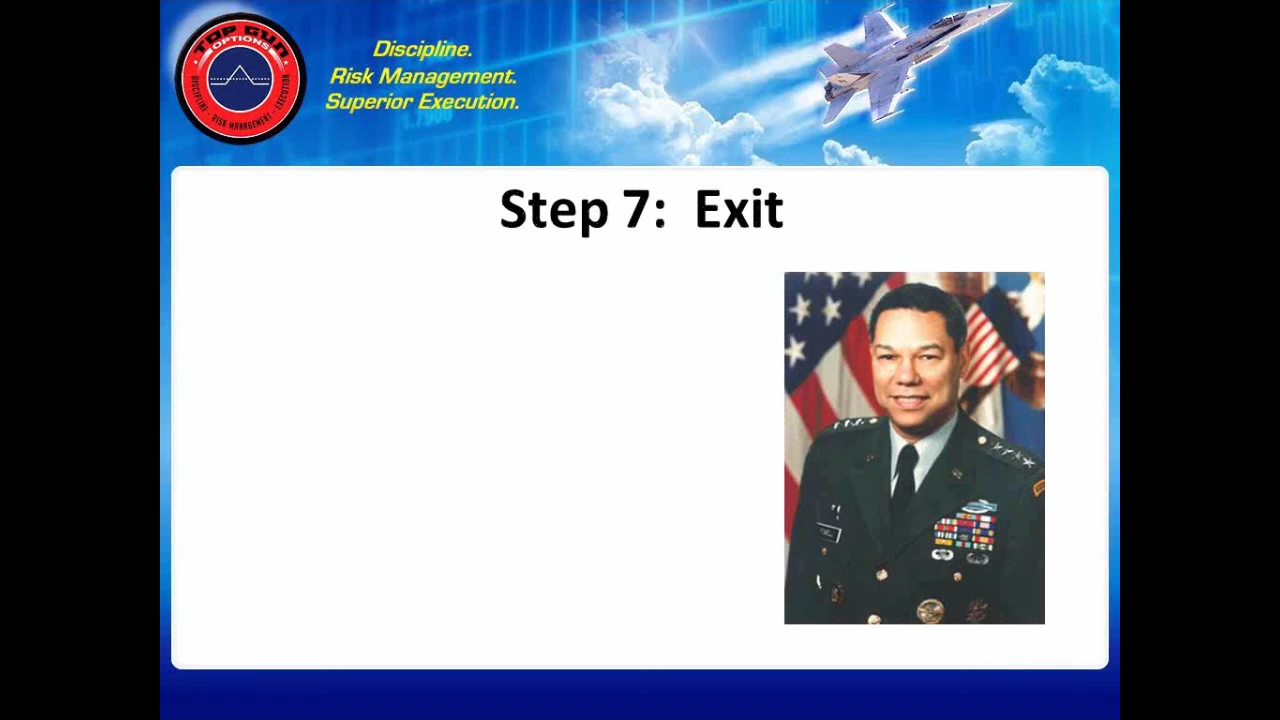 TOP GUN
OPTIONS
DISCIPLINE - RISK MANAGEMENT - EXECUTION
Discipline.
Risk Management.
Superior Execution.
Step 7:  Exit